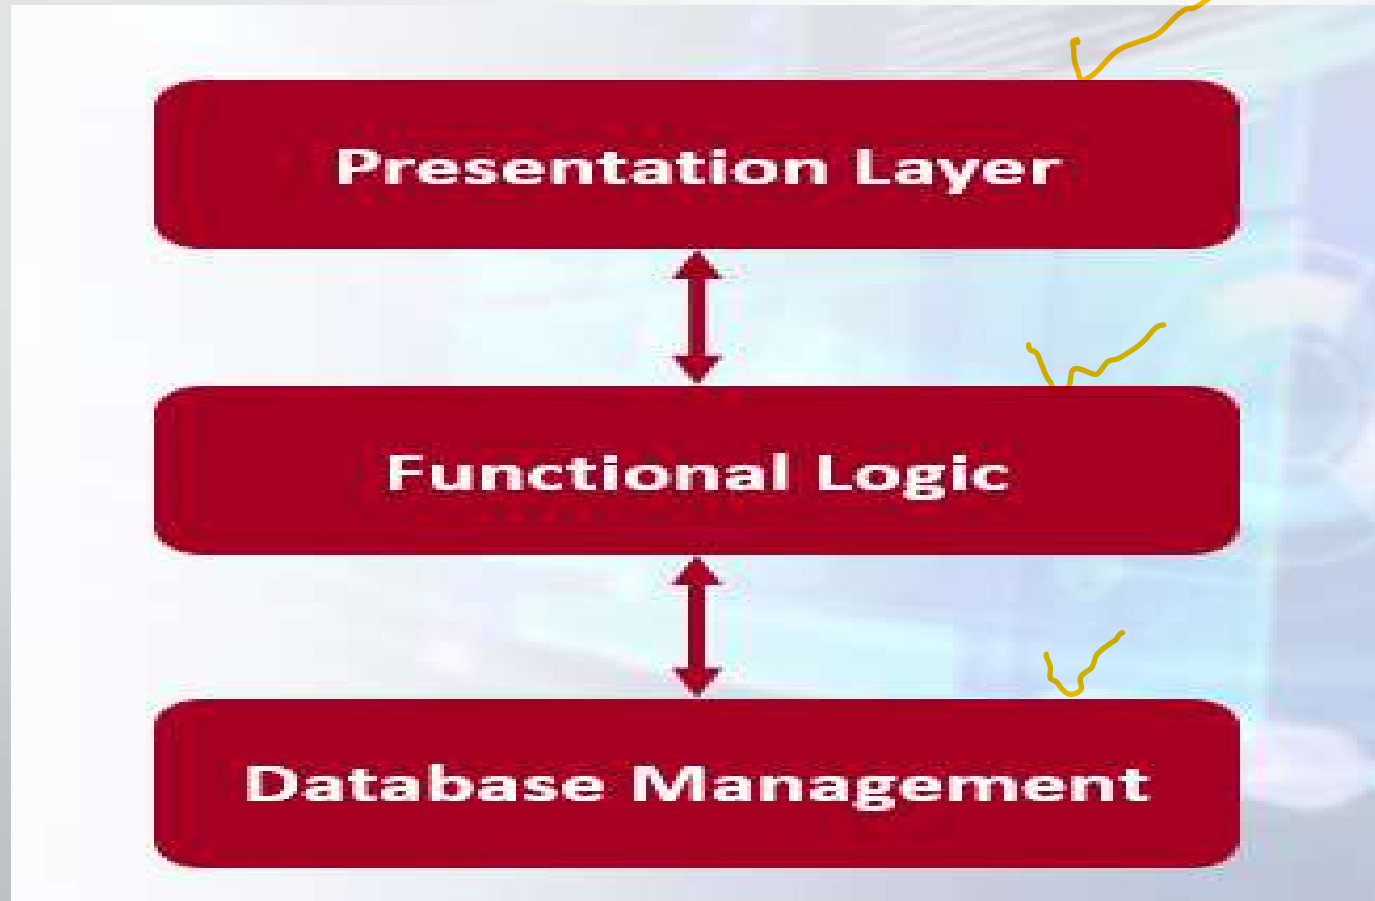 Presentation Layer
Functional Logic
Database Management